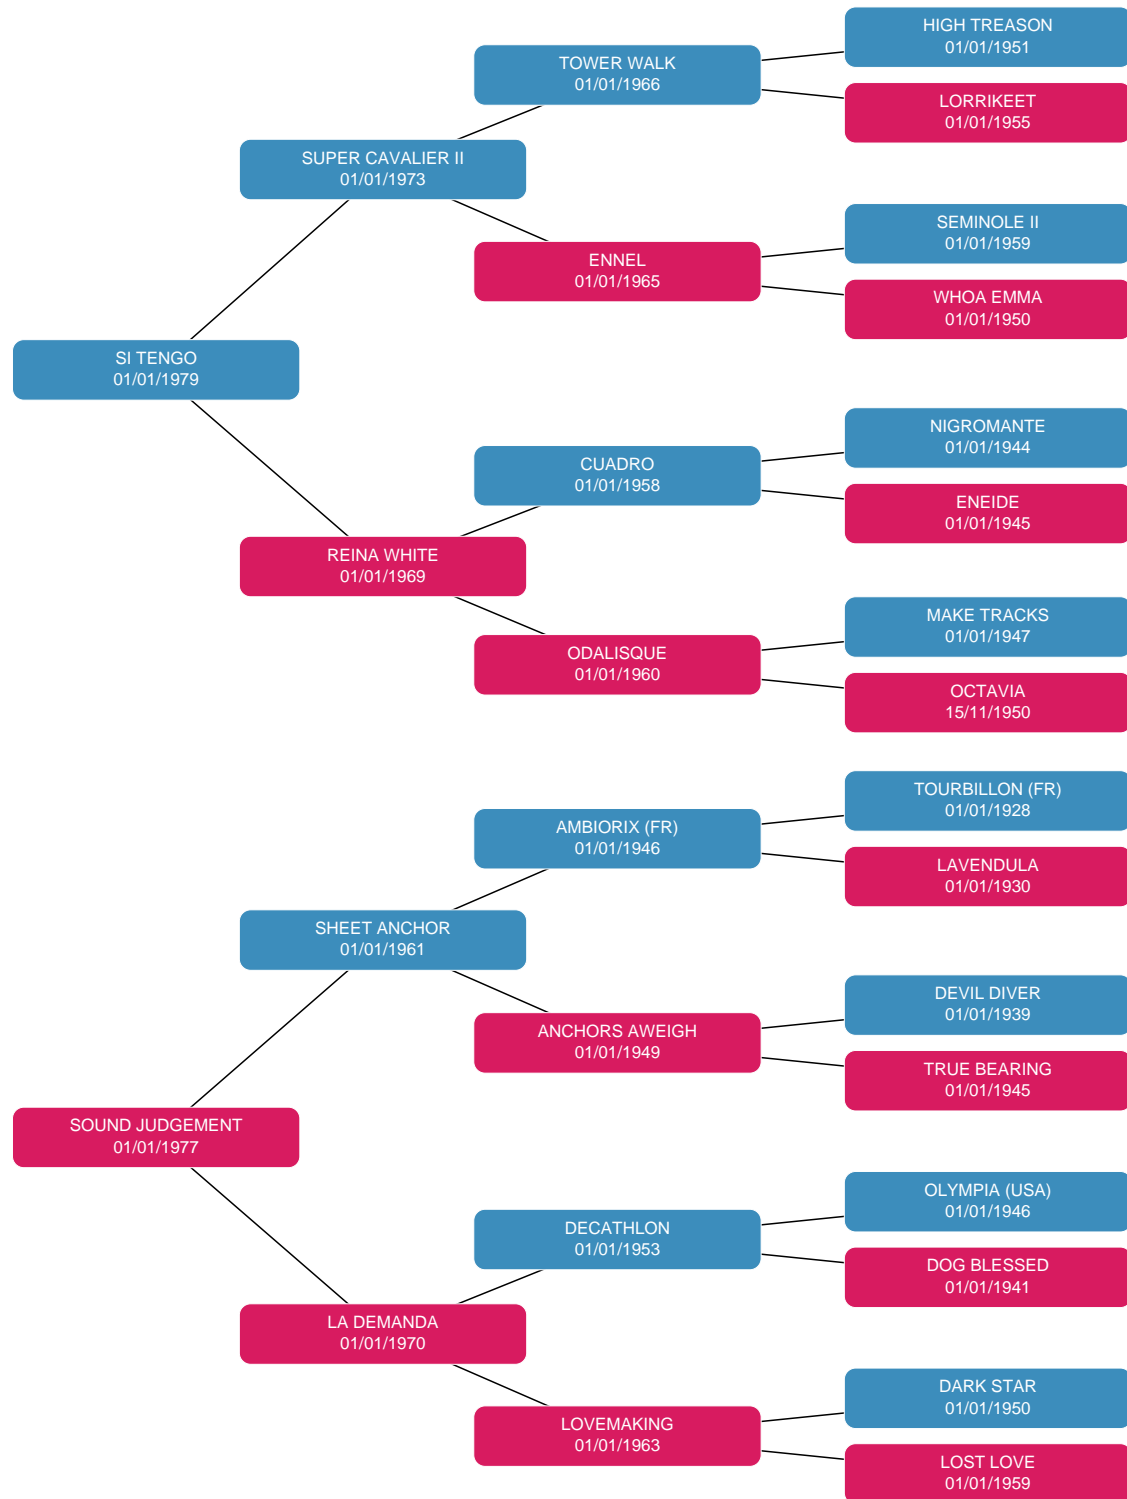 HIGH TREASON
01/01/1951
TOWER WALK
01/01/1966
LORRIKEET
01/01/1955
SUPER CAVALIER II
01/01/1973
SEMINOLE II
01/01/1959
ENNEL
01/01/1965
WHOA EMMA
01/01/1950
SI TENGO
01/01/1979
NIGROMANTE
01/01/1944
CUADRO
01/01/1958
ENEIDE
01/01/1945
REINA WHITE
01/01/1969
MAKE TRACKS
01/01/1947
ODALISQUE
01/01/1960
OCTAVIA
15/11/1950
TOURBILLON (FR)
01/01/1928
AMBIORIX (FR)
01/01/1946
LAVENDULA
01/01/1930
SHEET ANCHOR
01/01/1961
DEVIL DIVER
01/01/1939
ANCHORS AWEIGH
01/01/1949
TRUE BEARING
01/01/1945
SOUND JUDGEMENT
01/01/1977
OLYMPIA (USA)
01/01/1946
DECATHLON
01/01/1953
DOG BLESSED
01/01/1941
LA DEMANDA
01/01/1970
DARK STAR
01/01/1950
LOVEMAKING
01/01/1963
LOST LOVE
01/01/1959